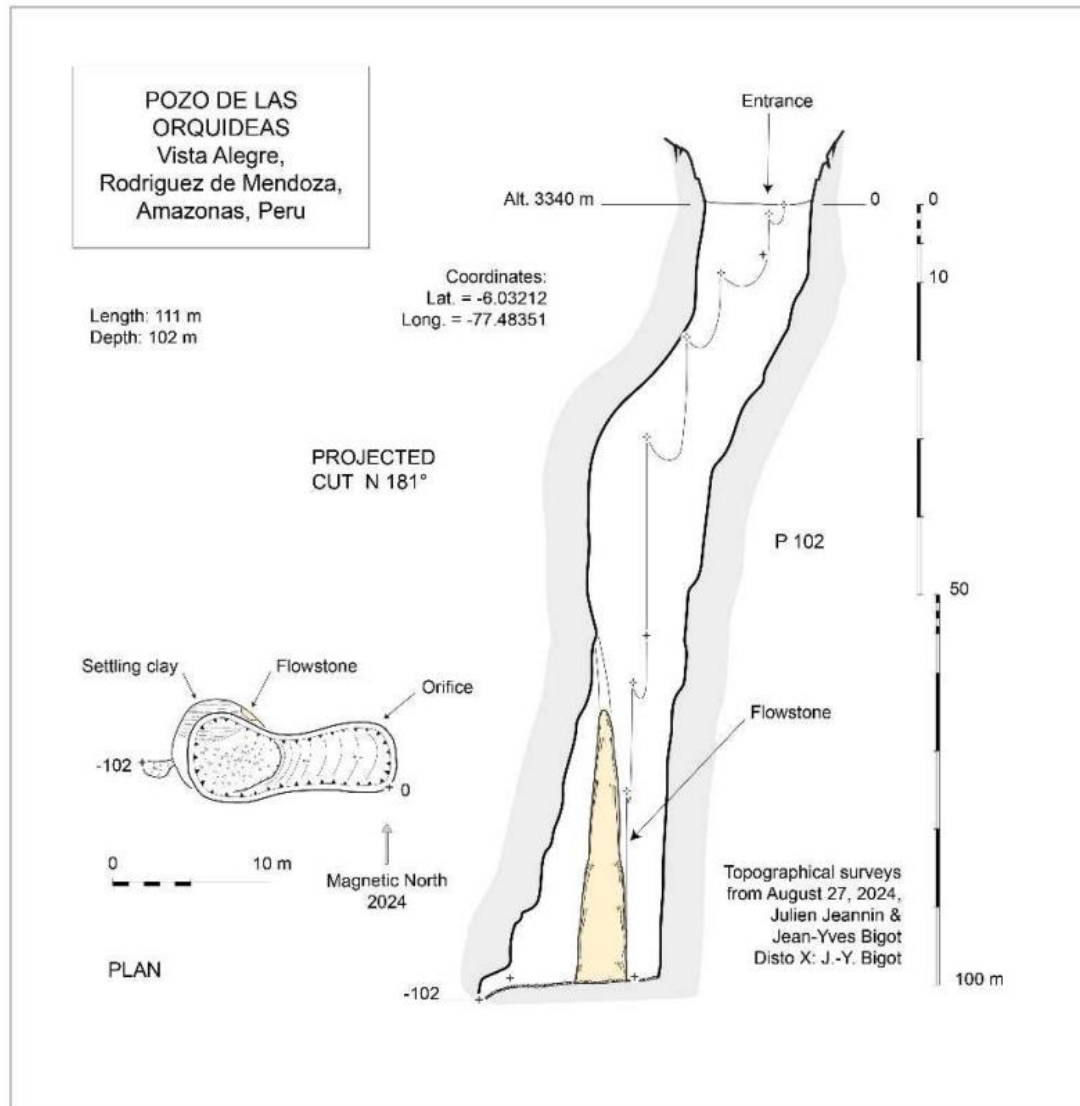 POZO DE LAS
ORQUIDEAS
Vista Alegre,
Rodriguez de Mendoza,
Amazonas, Peru
Entrance
Alt. 3340 m
0
0
10
Coordinates:
Lat. = -6.03212
Long. = -77.48351
Length: 111 m
Depth: 102 m
PROJECTED
CUT N 181°
P 102
50
Settling clay
Flowstone
Orifice
-102
0
Flowstone
0
10 m
Magnetic North
2024
PLAN
Topographical surveys
from August 27, 2024,
Julien Jeannin &
Jean-Yves Bigot
Disto X: J.-Y. Bigot
-102
100 m